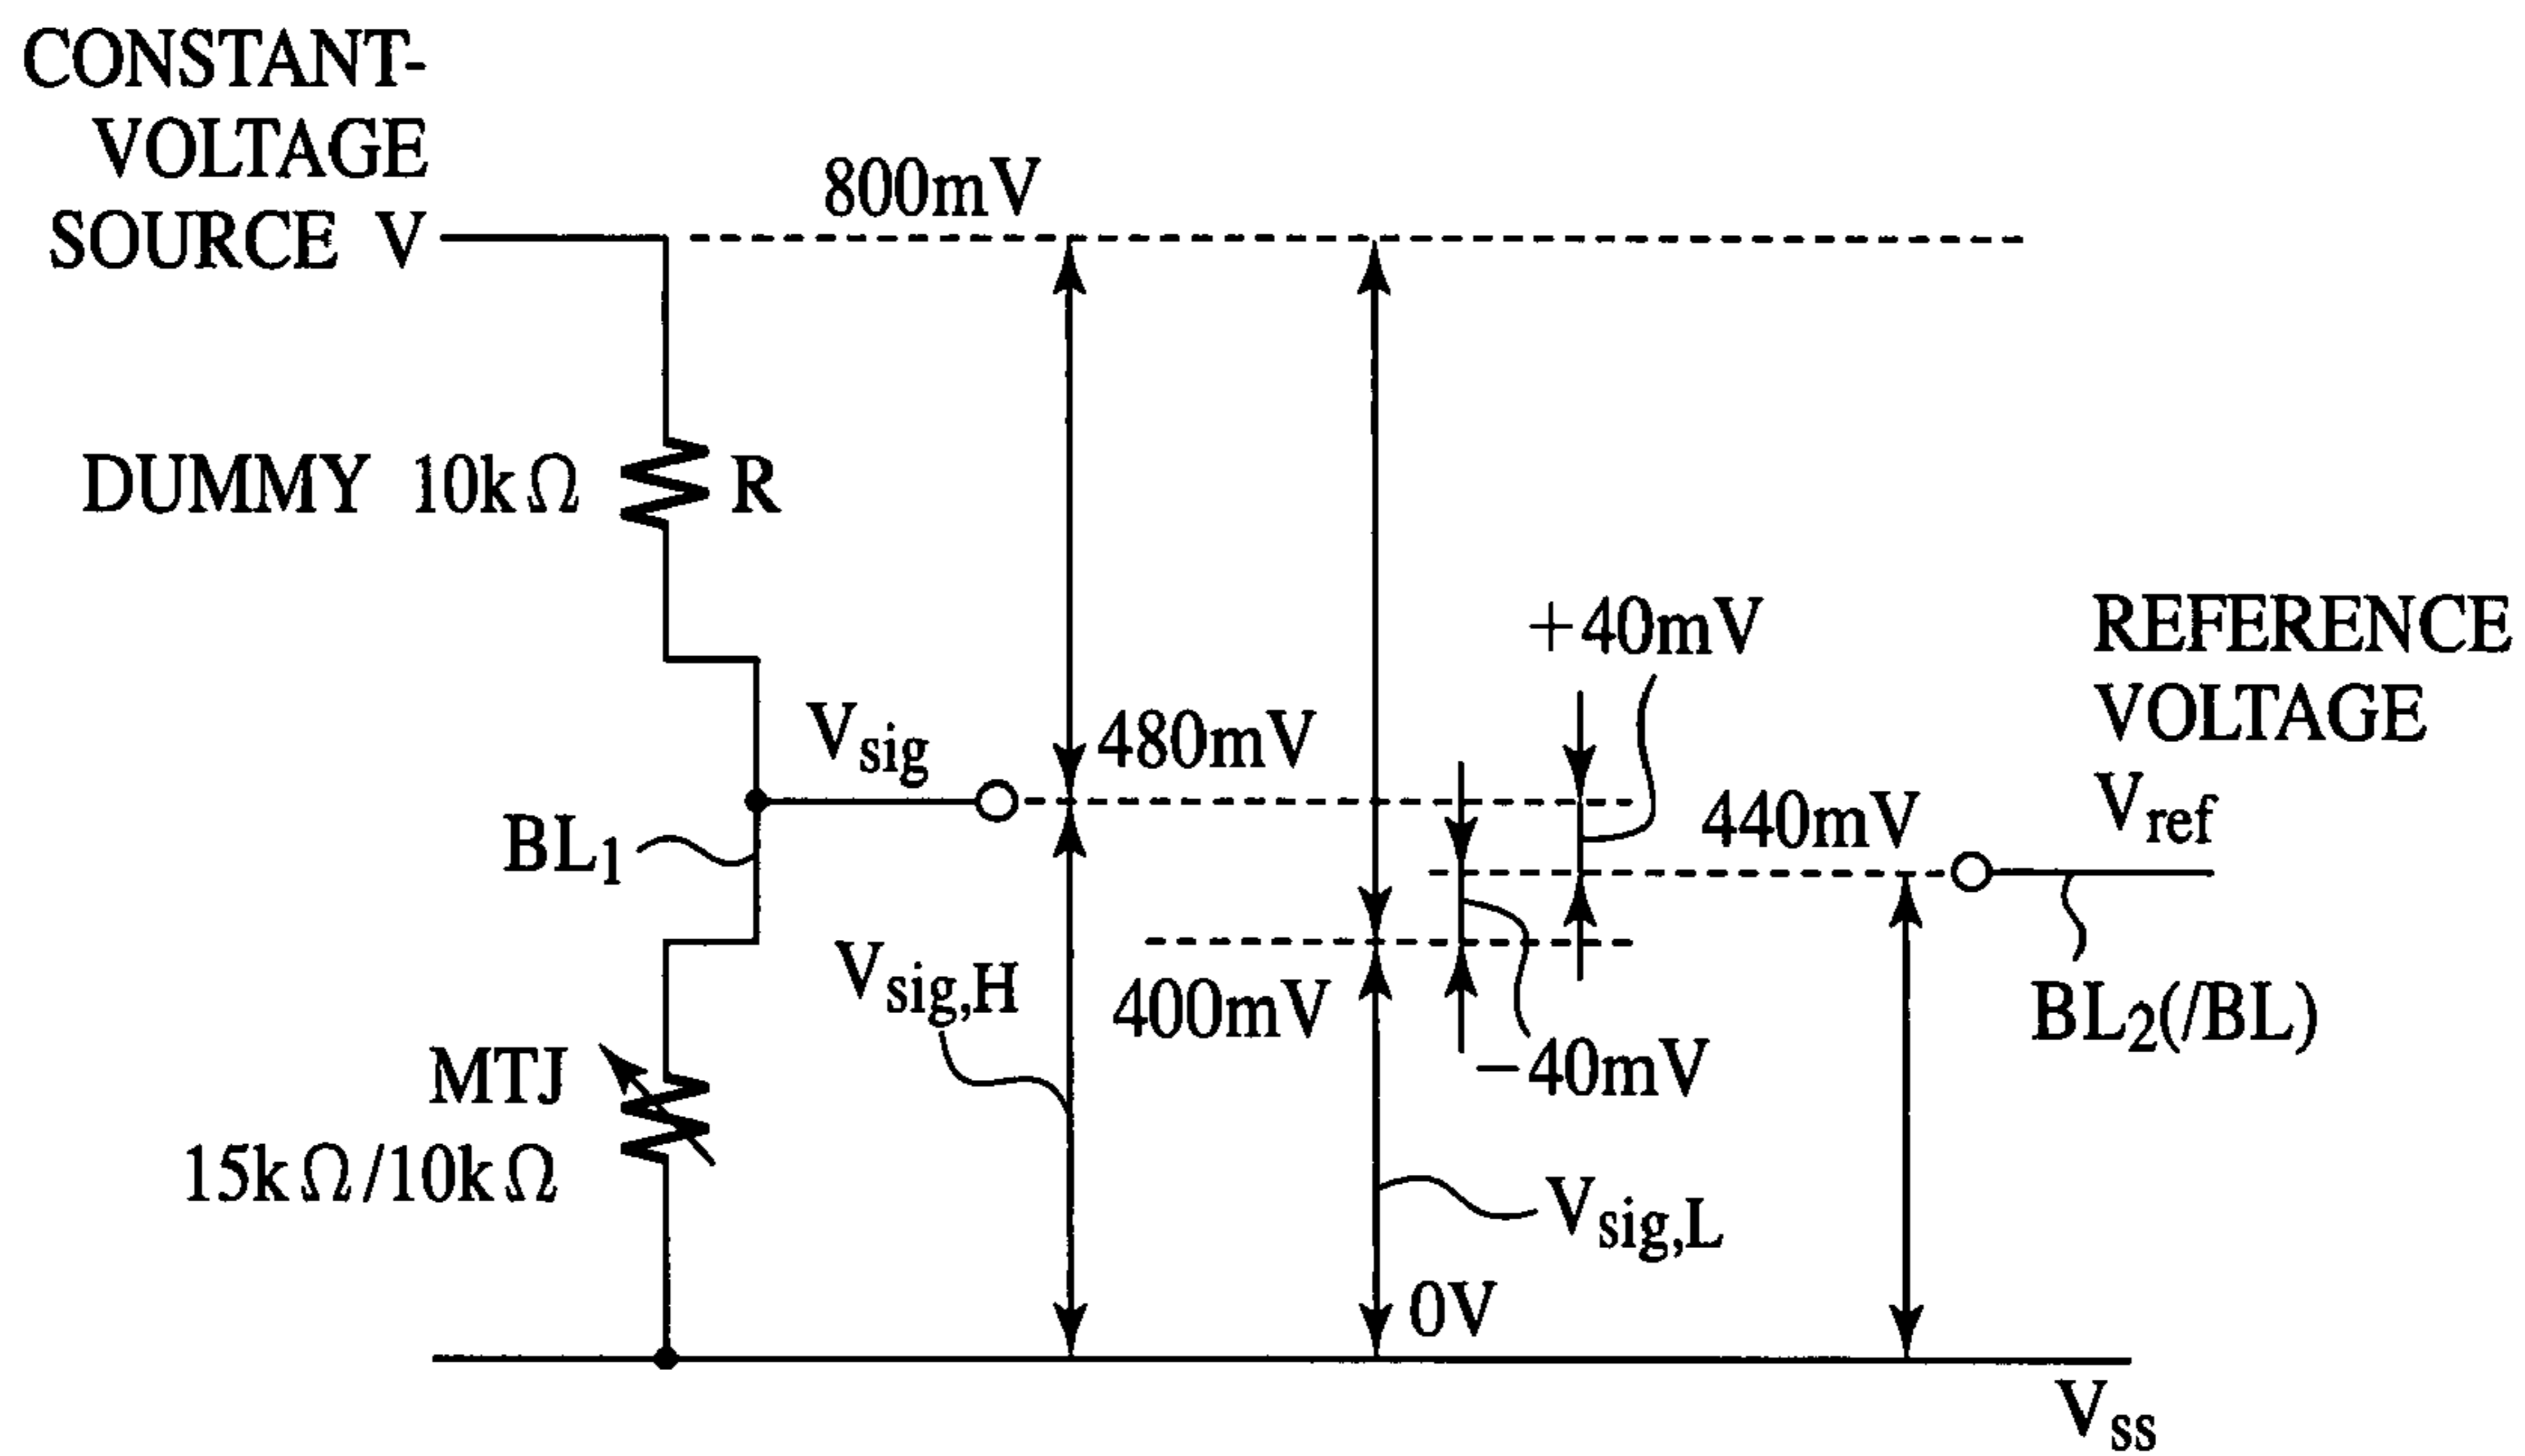 CONSTANT-
VOLTAGE
SOURCE V
800mV
DUMMY 10kΩ
R
+40mV
REFERENCE
VOLTAGE
Vref
Vsig
480mV
440mV
BL1
Vsig,H
400mV
BL2(/BL)
MTJ
−40mV
15kΩ/10kΩ
Vsig,L
0V
Vss